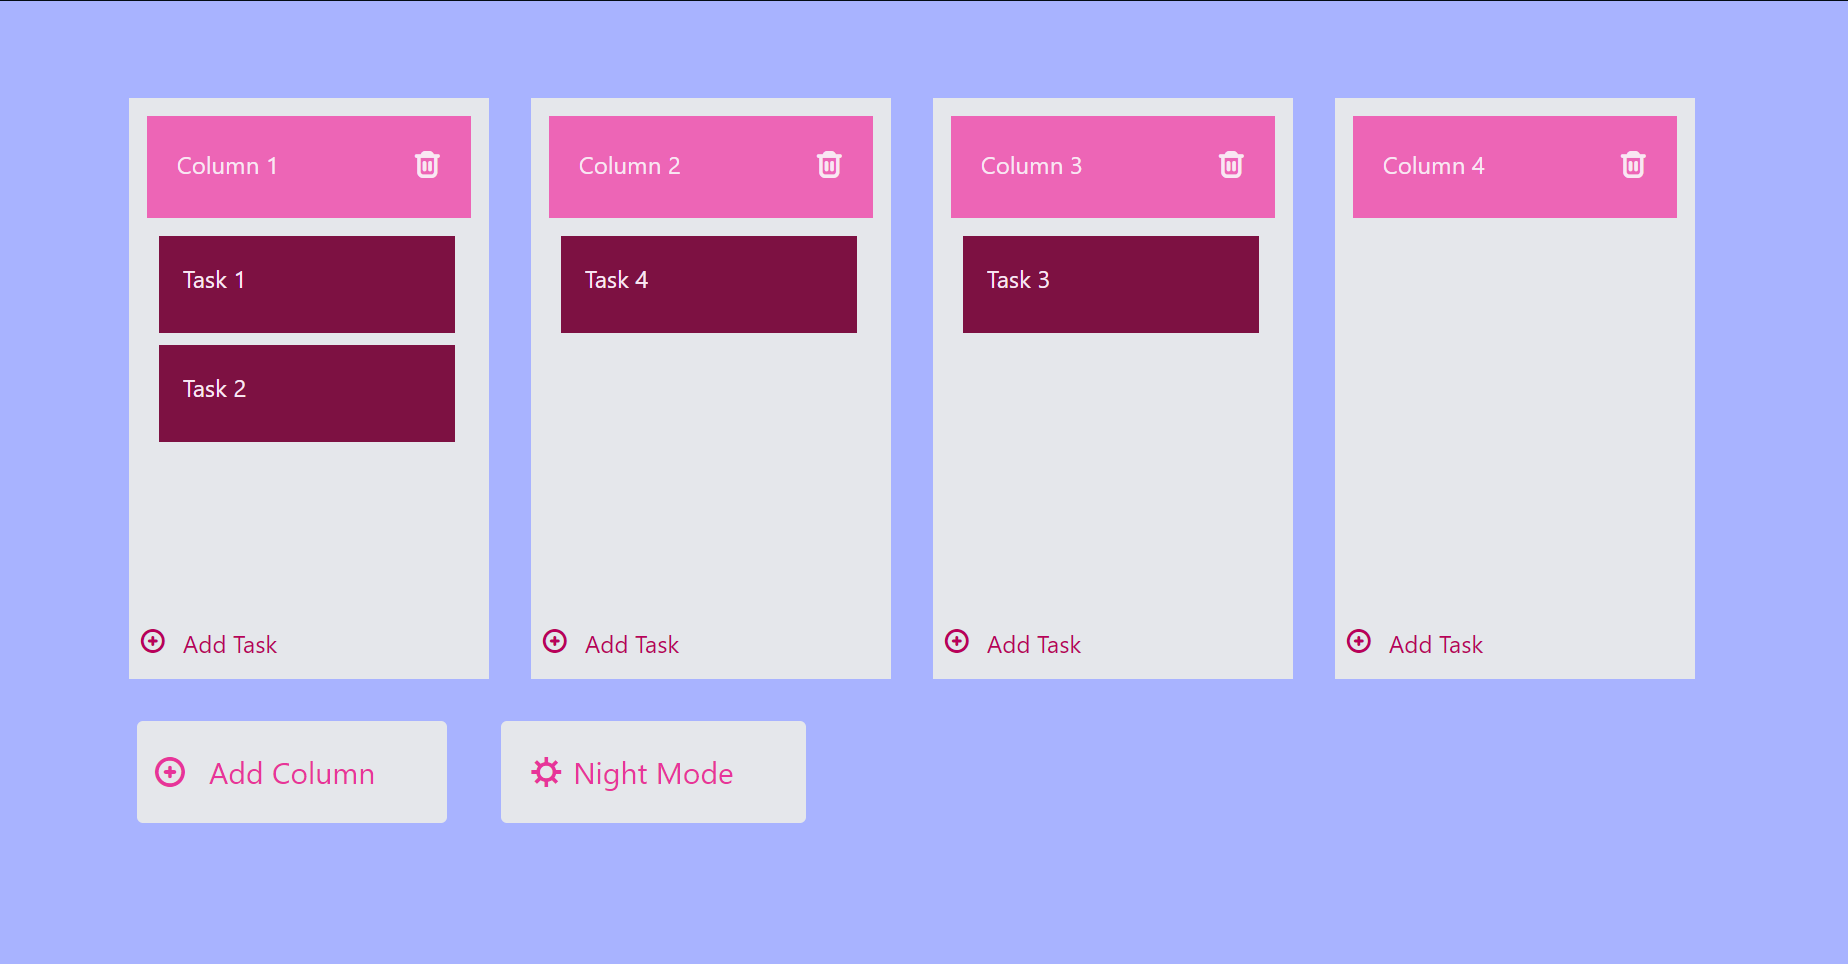 Column 1
Task 1
Task 2
Add Task
Column 2
Task 4
Add Task
Column 3
Task 3
Add Task
Column 4
Add Task
Add Column
Night Mode